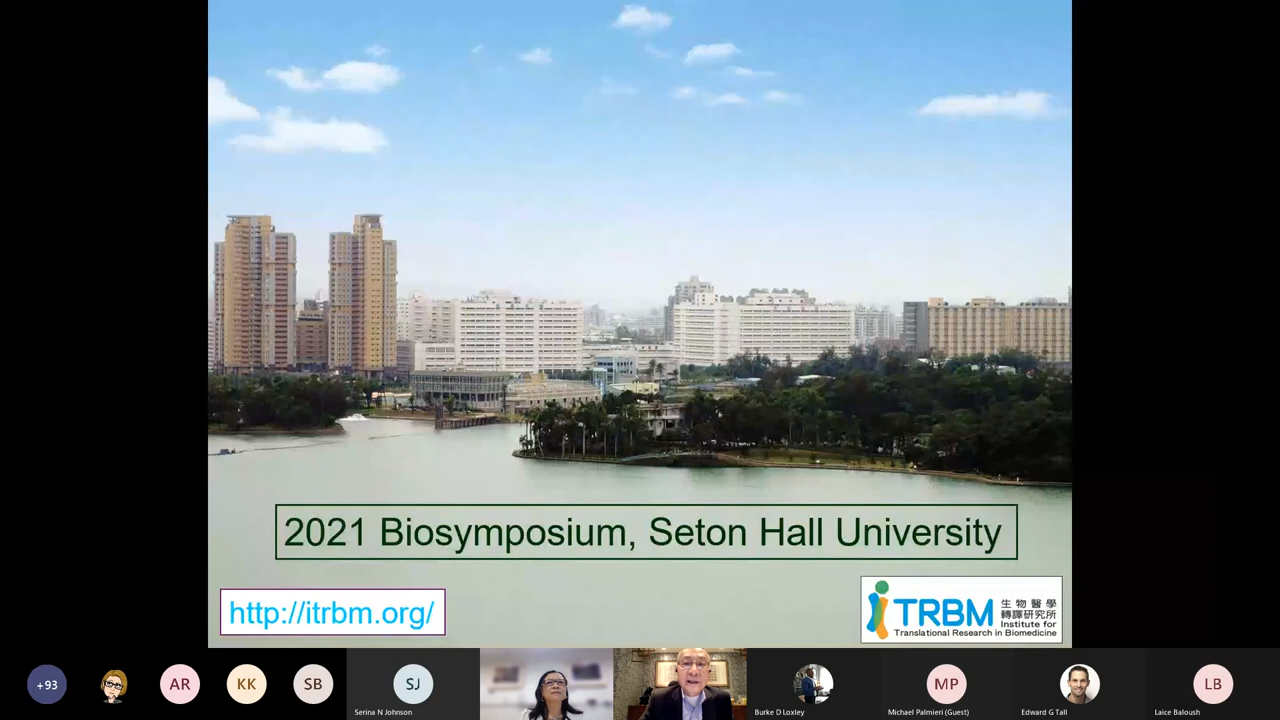 2021 Biosymposium, Seton Hall University
http://itrbm.org/
iTRBM
生物醫學
轉譯研究所
Institute for
Translational Research in Biomedicine
+93
AR
KK
SB
SJ
Serina N Johnson
Burke D Loxley
MP
Michael Palmieri (Guest)
Edward G Tall
LB
Laice Baloush